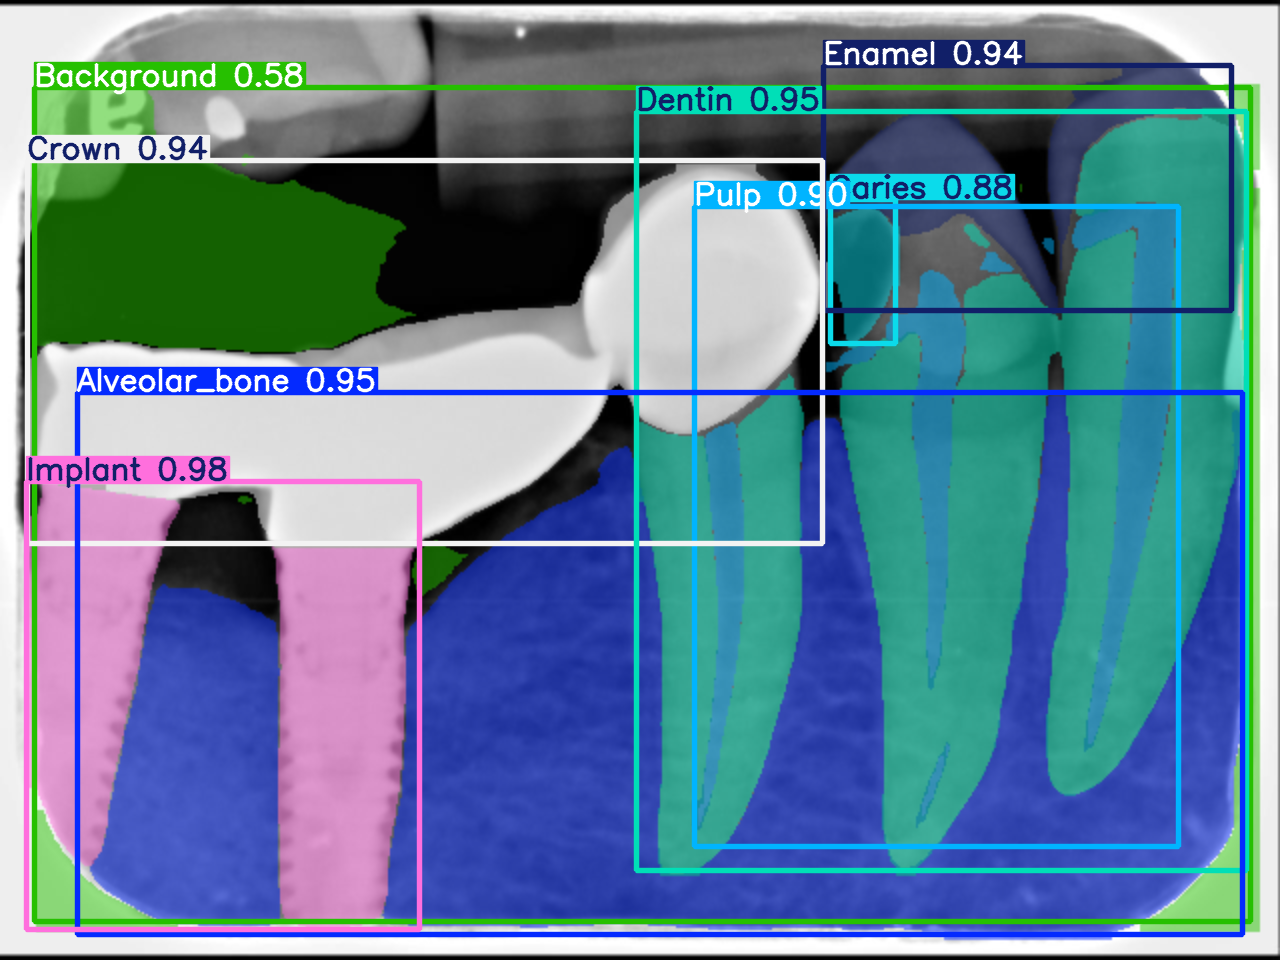 Enamel 0.94
Background 0.58
Dentin 0.95
Crown 0.94
Pulp 0.90
Caries 0.88
Alveolar_bone 0.95
Implant 0.98